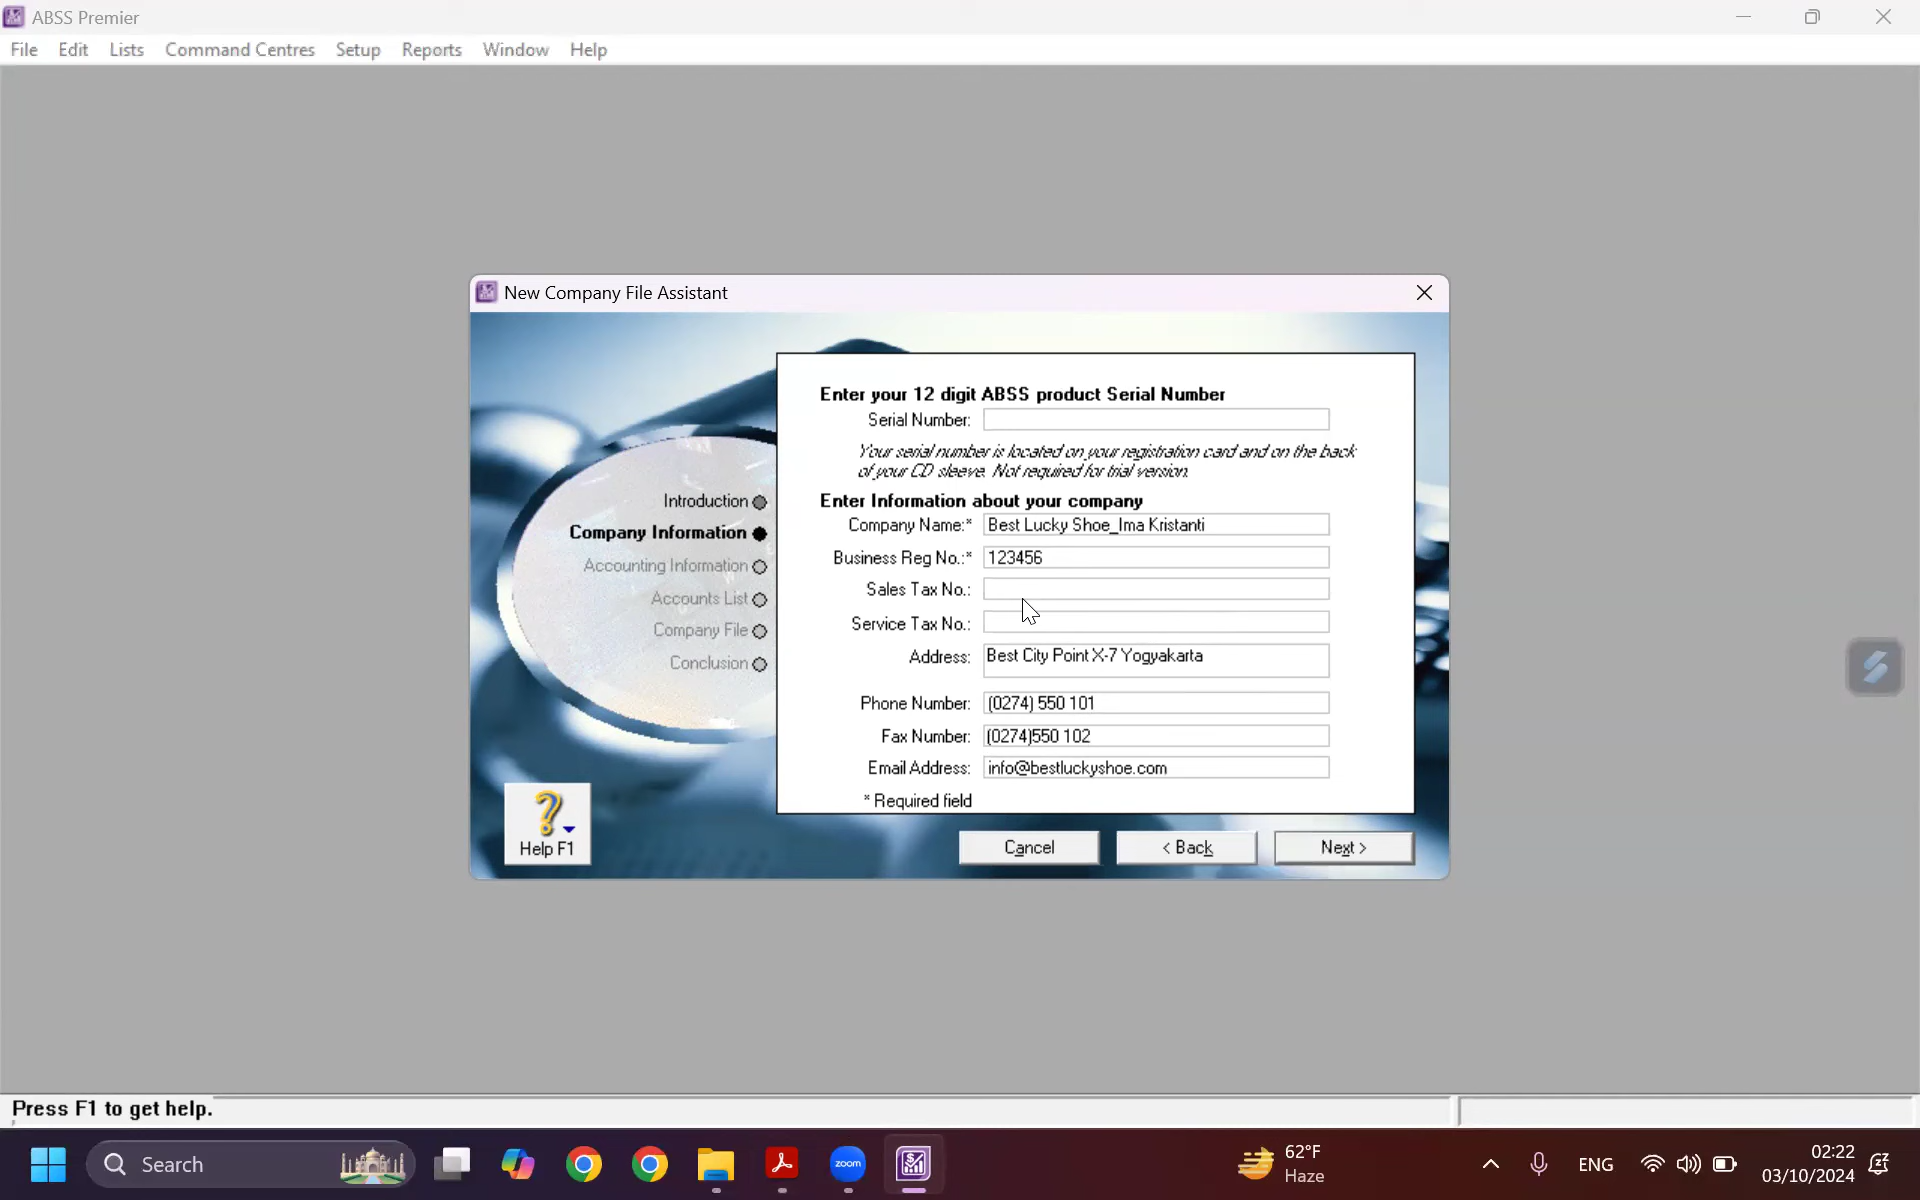 ABSS Premier
File Edit Lists Command Centres Setup Reports Window Help
New Company File Assistant
Introduction
Company Information
Accounting Information
Accounts List
Company File
Conclusion
Help F1
Enter your 12 digit ABSS product Serial Number
Serial Number:
Your serial number is located on your registration card and on the back
of your CD sleeve. Not required for trial version.
Enter Information about your company
Company Name:* Best Lucky Shoe_Ima Kristanti
Business Reg No.:* 123456
Sales Tax No.:
Service Tax No.:
Address: Best City Point X-7 Yogyakarta
Phone Number: (0274) 550 101
Fax Number: (0274)550 102
Email Address: info@bestluckyshoe.com
* Required field
Cancel < Back Next >
Press F1 to get help.
Search
zoom
62°F
Haze
ENG
02:22
03/10/2024